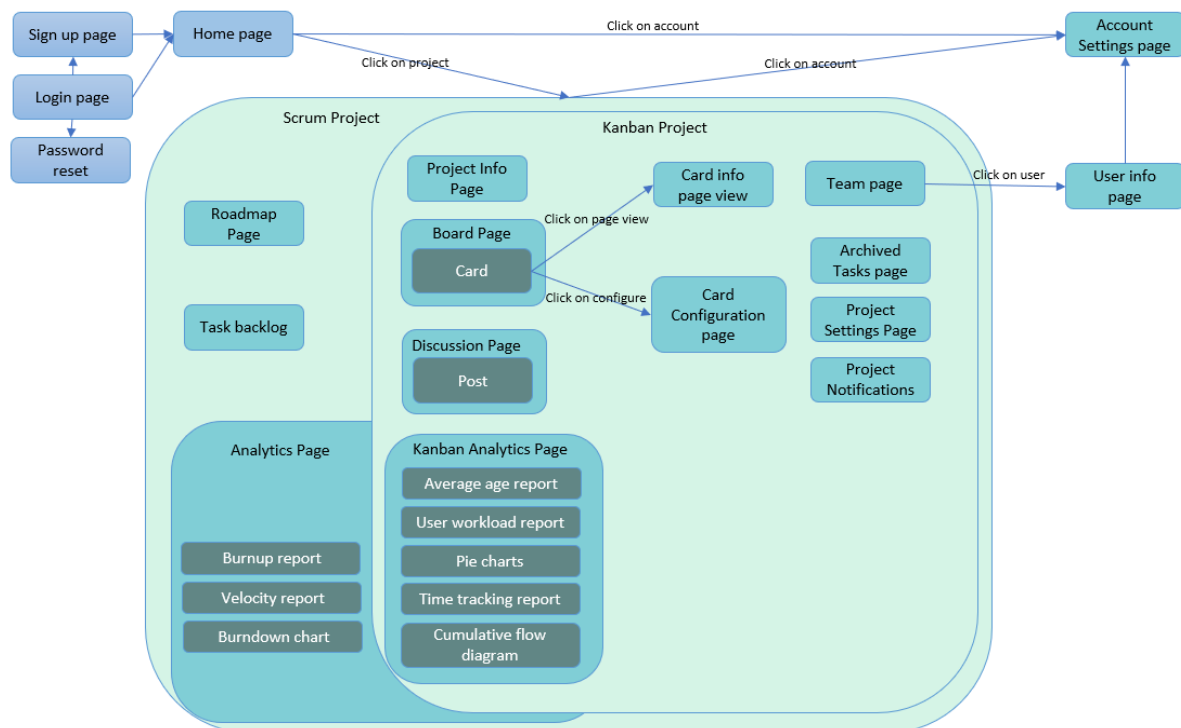 Sign up page
Home page
Click on account
Account
Settings page
Click on project
Click on account
Login page
Password
reset
Scrum Project
Kanban Project
Project Info
Page
Card info
page view
Team page
Click on user
User info
page
Roadmap
Page
Click on page view
Board Page
Card
Archived
Tasks page
Click on configure
Card
Configuration
page
Task backlog
Project
Settings Page
Discussion Page
Post
Project
Notifications
Analytics Page
Kanban Analytics Page
Average age report
User workload report
Burnup report
Pie charts
Velocity report
Time tracking report
Burndown chart
Cumulative flow
diagram